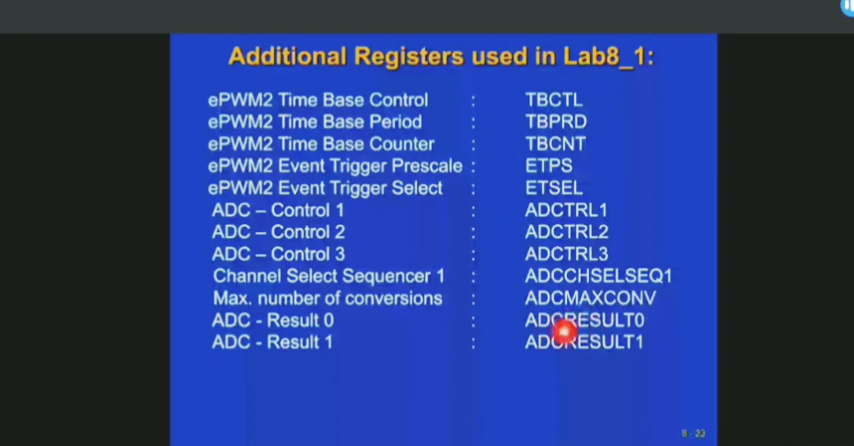 Additional Registers used in Lab8_1:
ePWM2 Time Base Control : TBCTL
ePWM2 Time Base Period : TBPRD
ePWM2 Time Base Counter : TBCNT
ePWM2 Event Trigger Prescale : ETPS
ePWM2 Event Trigger Select : ETSEL
ADC – Control 1 : ADCTRL1
ADC – Control 2 : ADCTRL2
ADC – Control 3 : ADCTRL3
Channel Select Sequencer 1 : ADCCHSELSEQ1
Max. number of conversions : ADCMAXCONV
ADC - Result 0 : ADCRESULT0
ADC - Result 1 : ADCRESULT1
8 - 22